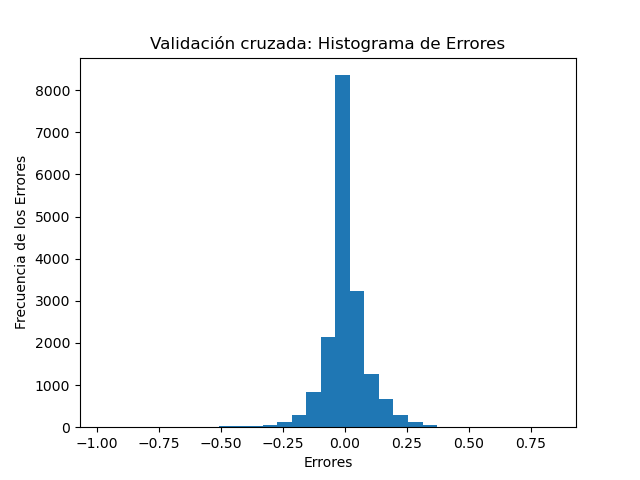 Validación cruzada: Histograma de Errores
Frecuencia de los Errores
8000
7000
6000
5000
4000
3000
2000
1000
0
−1.00 −0.75 −0.50 −0.25 0.00 0.25 0.50 0.75
Errores